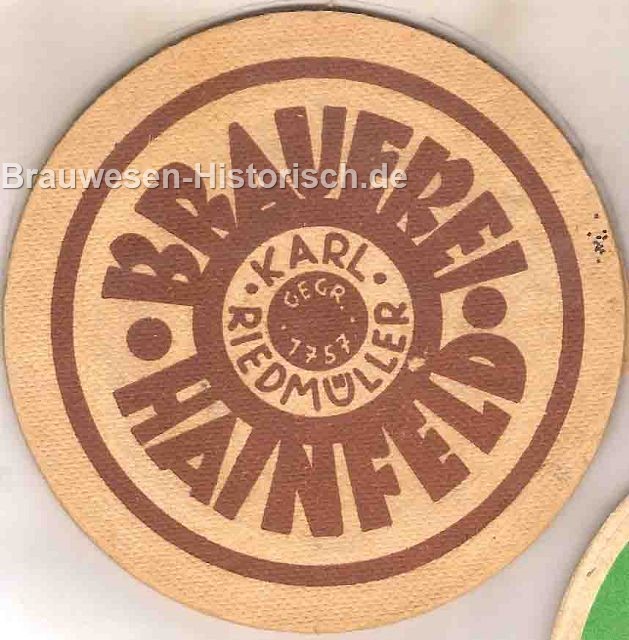 BRAUEREI
HAINFELD
KARL
RIEDMÜLLER
GEGR.
1757
Brauwesen-Historisch.de